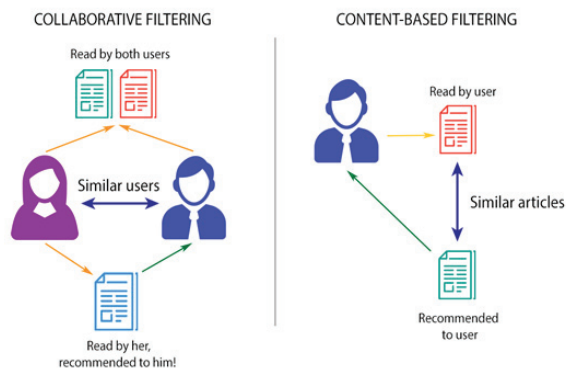 COLLABORATIVE FILTERING
Read by both users
Similar users
Read by her,
recommended to him!
CONTENT-BASED FILTERING
Read by user
Similar articles
Recommended
to user